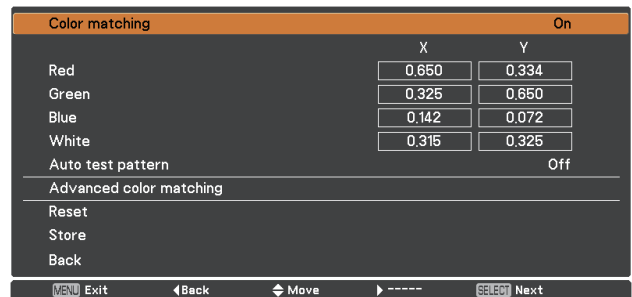 Color matching On
X Y
Red 0.650 0.334
Green 0.325 0.650
Blue 0.142 0.072
White 0.315 0.325
Auto test pattern Off
Advanced color matching
Reset
Store
Back
MENU Exit ◀Back Move ▶----- SELECT Next